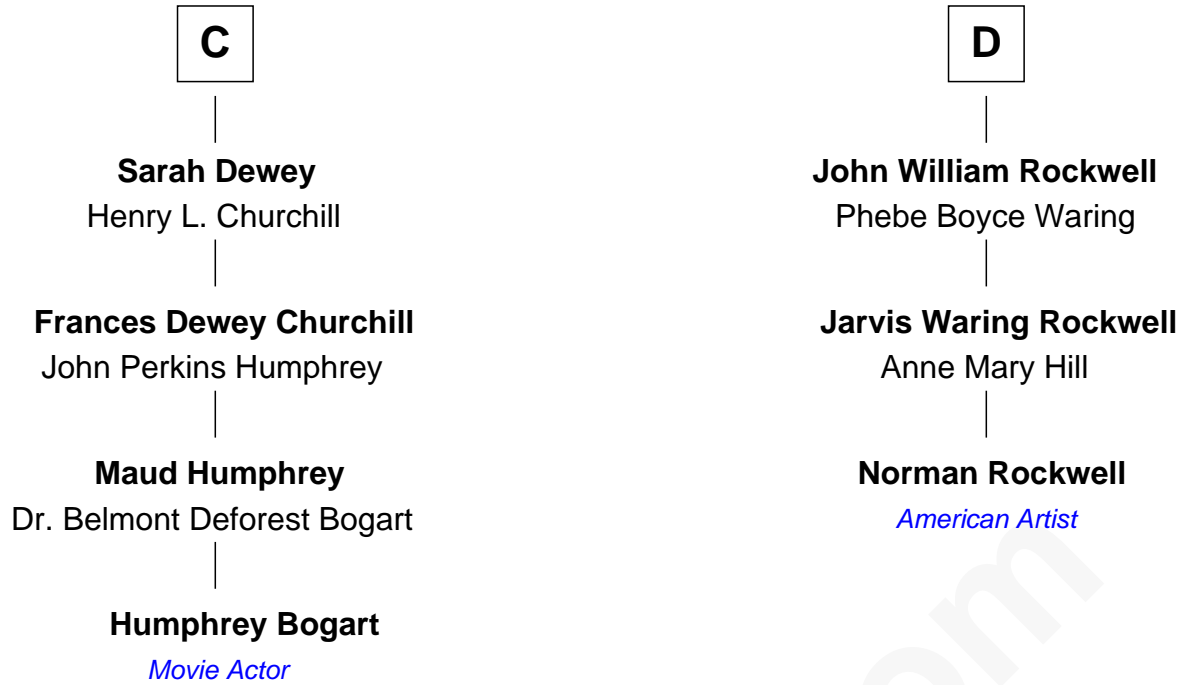 C
Sarah Dewey
Henry L. Churchill
Frances Dewey Churchill
John Perkins Humphrey
Maud Humphrey
Dr. Belmont Deforest Bogart
Humphrey Bogart
Movie Actor
D
John William Rockwell
Phebe Boyce Waring
Jarvis Waring Rockwell
Anne Mary Hill
Norman Rockwell
American Artist
om